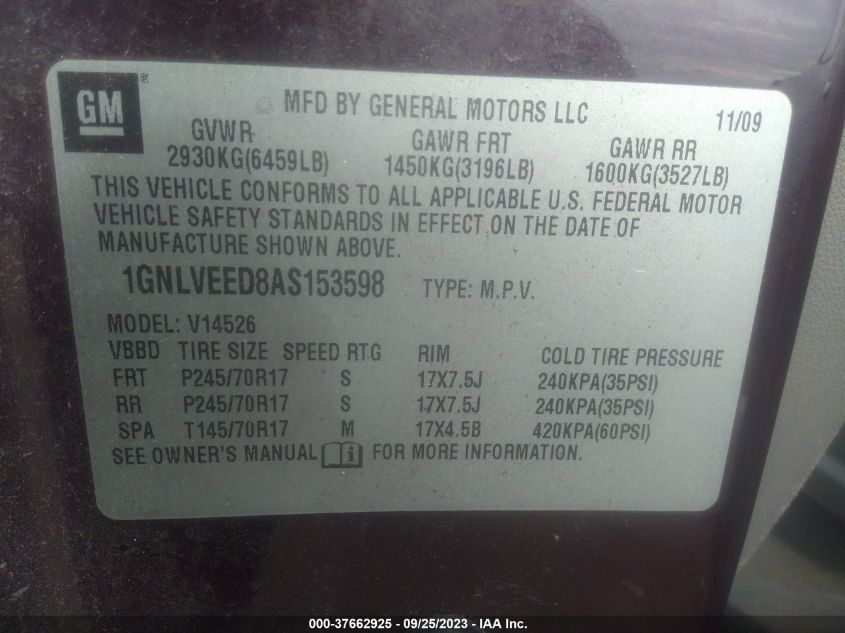 GM ®
MFD BY GENERAL MOTORS LLC
11/09
GVWR GAWR FRT GAWR RR
2930KG(6459LB) 1450KG(3196LB) 1600KG(3527LB)
THIS VEHICLE CONFORMS TO ALL APPLICABLE U.S. FEDERAL MOTOR
VEHICLE SAFETY STANDARDS IN EFFECT ON THE DATE OF
MANUFACTURE SHOWN ABOVE.
1GNLVEED8AS153598 TYPE: M.P.V.
MODEL: V14526
VBBD TIRE SIZE SPEED RTG RIM COLD TIRE PRESSURE
FRT P245/70R17 S 17X7.5J 240KPA(35PSI)
RR P245/70R17 S 17X7.5J 240KPA(35PSI)
SPA T145/70R17 M 17X4.5B 420KPA(60PSI)
SEE OWNER'S MANUAL i FOR MORE INFORMATION.
000-37662925 - 09/25/2023 - IAA Inc.